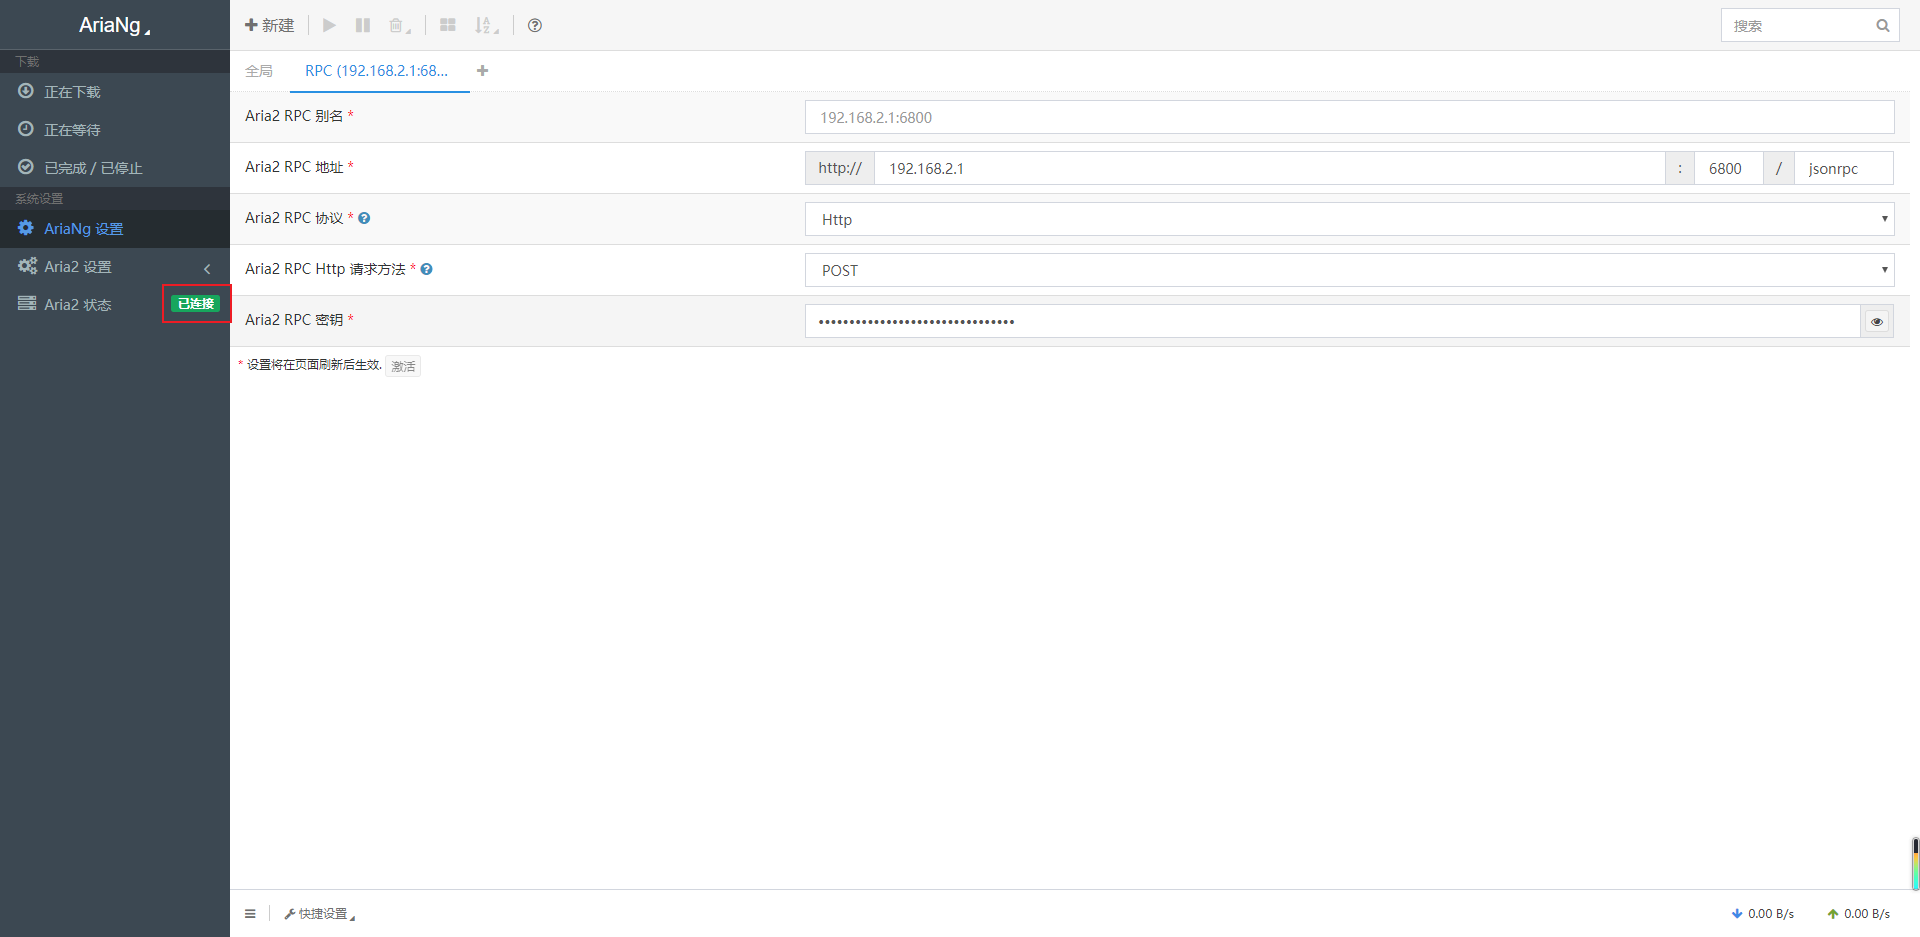 AriaNg
新建
搜索
下载
正在下载
正在等待
已完成 / 已停止
系统设置
AriaNg 设置
Aria2 设置
Aria2 状态 已连接
全局 RPC (192.168.2.1:68...
Aria2 RPC 别名 * 192.168.2.1:6800
Aria2 RPC 地址 * http:// 192.168.2.1 : 6800 / jsonrpc
Aria2 RPC 协议 * Http
Aria2 RPC Http 请求方法 * POST
Aria2 RPC 密钥 * ••••••••••••••••••••••••••••••••
* 设置将在页面刷新后生效. 激活
快捷设置 0.00 B/s 0.00 B/s